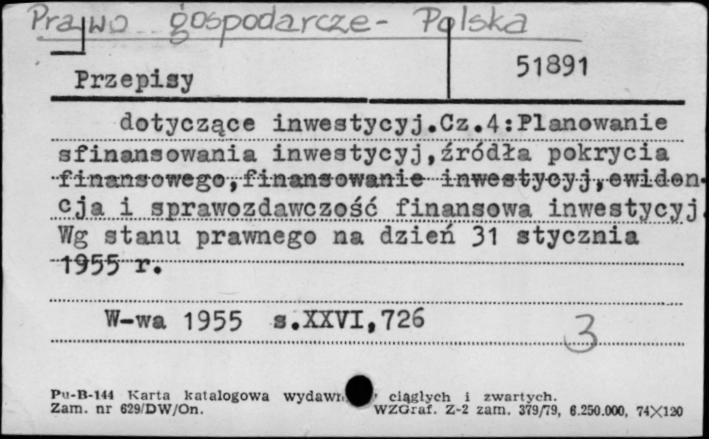 Prawo gospodarcze - Polska
51891
Przepisy
dotyczące inwestycyj.Cz.4:Planowanie
sfinansowania inwestycyj,źródła pokrycia
finansowego,finansowanie inwestycyj,ewiden-
cja i sprawozdawczość finansowa inwestycyj.
Wg stanu prawnego na dzień 31 stycznia
1955 r.
W-wa 1955 s.XXVI,726
3
Pu-B-144 Karta katalogowa ciągłych i zwartych.
Zam. nr 629/DW/On. WZGraf. Z-2 zam. 379/79, 6.250.000, 74×120